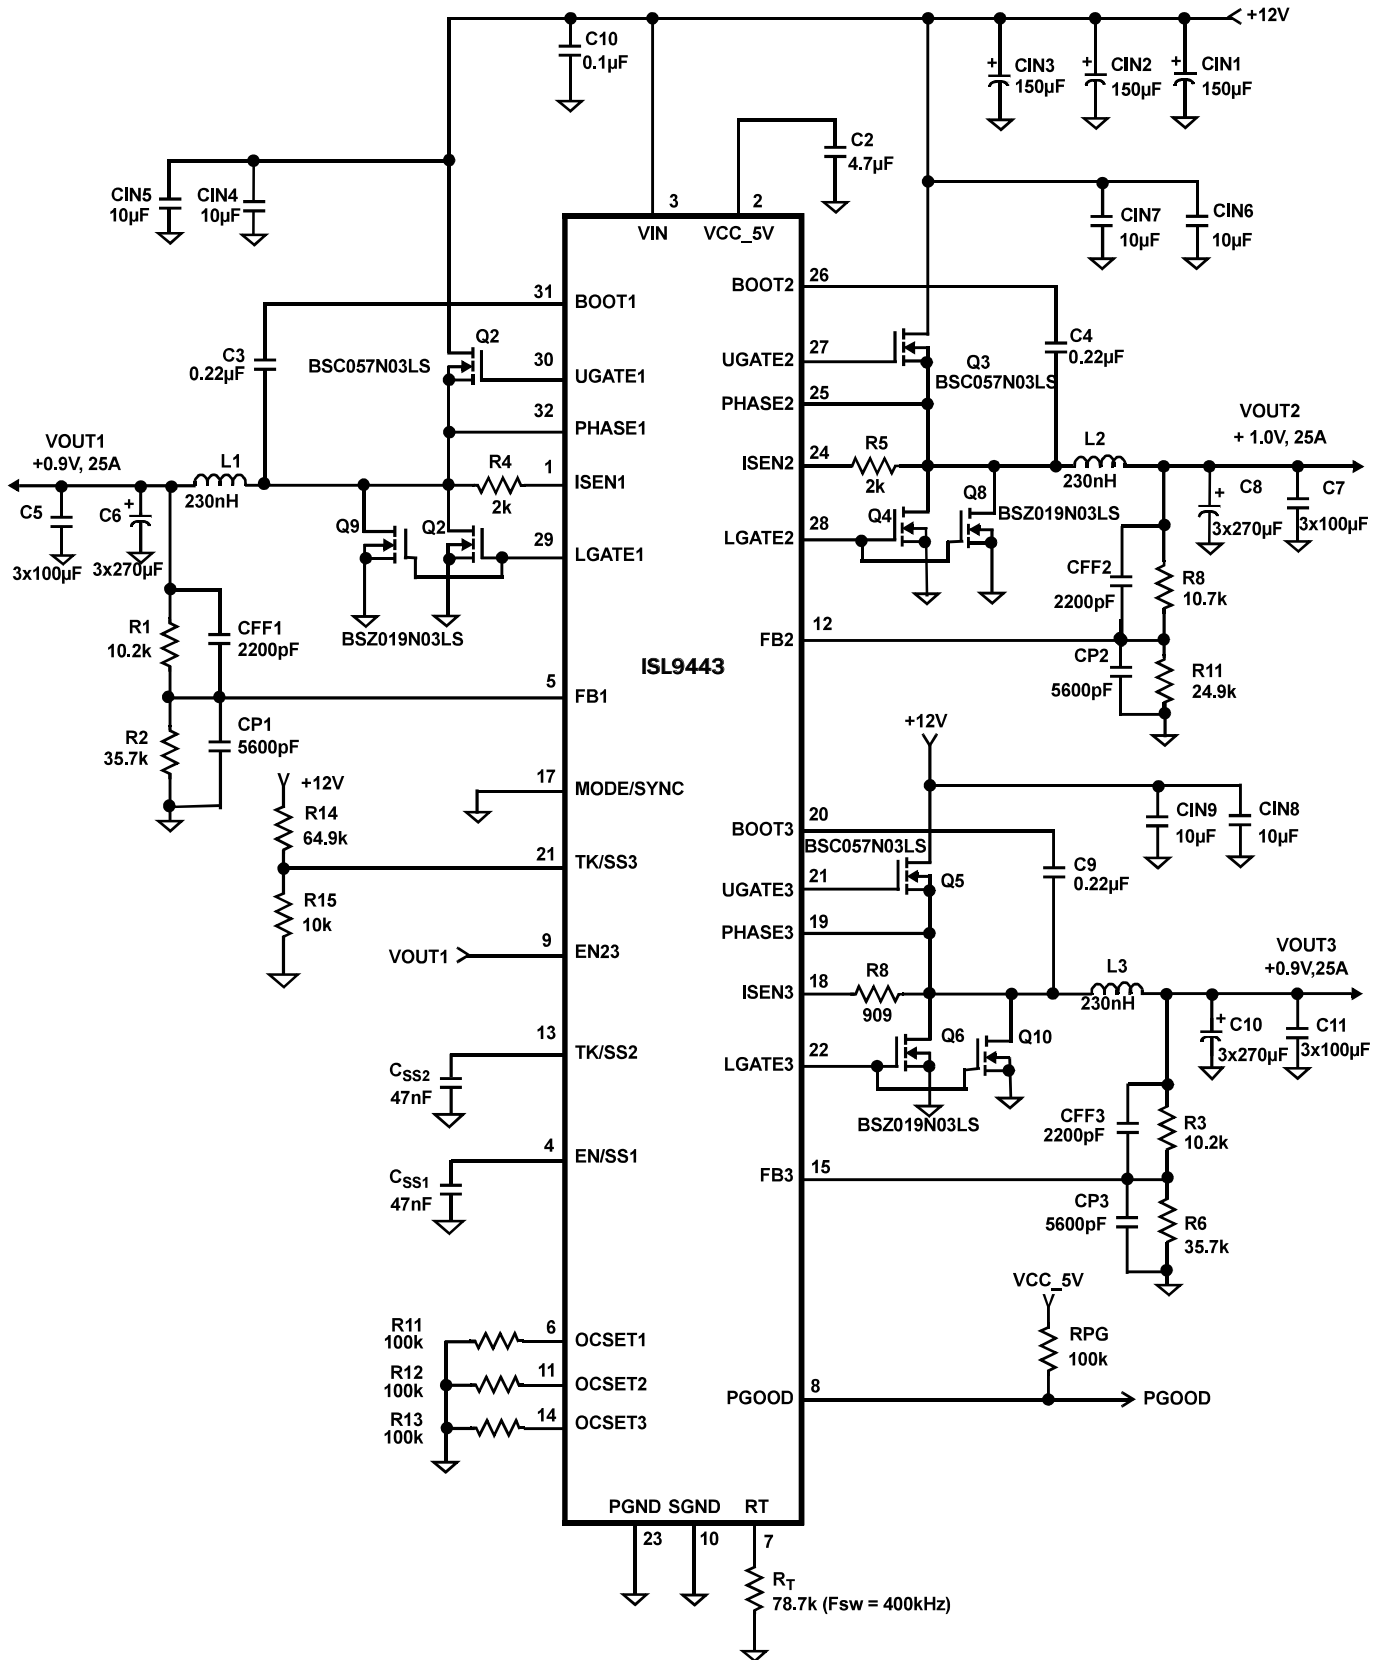 +12V
C10
0.1µF
CIN3
150µF
CIN2
150µF
CIN1
150µF
C2
4.7µF
CIN5
10µF
CIN4
10µF
3
2
VIN
VCC_5V
CIN7
10µF
CIN6
10µF
31
BOOT1
BOOT2
26
C3
0.22µF
Q2
BSC057N03LS
30
UGATE1
UGATE2
27
Q3
BSC057N03LS
C4
0.22µF
32
PHASE1
PHASE2
25
VOUT1
+0.9V, 25A
L1
230nH
R4
2k
1
ISEN1
ISEN2
24
R5
2k
L2
230nH
VOUT2
+ 1.0V, 25A
C5
3x100µF
C6
+
3x270µF
Q9
Q2
29
LGATE1
BSZ019N03LS
LGATE2
28
Q4
Q8
BSZ019N03LS
+
C8
3x270µF
C7
3x100µF
R1
10.2k
CFF1
2200pF
CFF2
2200pF
R8
10.7k
FB2
12
ISL9443
5
FB1
CP2
5600pF
R11
24.9k
R2
35.7k
CP1
5600pF
+12V
17
MODE/SYNC
+12V
R14
64.9k
CIN9
10µF
CIN8
10µF
BOOT3
20
BSC057N03LS
21
TK/SS3
UGATE3
21
Q5
C9
0.22µF
R15
10k
PHASE3
19
VOUT1
9
EN23
ISEN3
18
R8
909
L3
230nH
VOUT3
+0.9V,25A
13
TK/SS2
CSS2
47nF
LGATE3
22
Q6
Q10
BSZ019N03LS
+
C10
3x270µF
C11
3x100µF
CFF3
2200pF
R3
10.2k
4
EN/SS1
CSS1
47nF
FB3
15
CP3
5600pF
R6
35.7k
VCC_5V
RPG
100k
R11
100k
6
OCSET1
R12
100k
11
OCSET2
R13
100k
14
OCSET3
PGOOD
8
PGOOD
PGND
SGND
RT
23
10
7
RT
78.7k (Fsw = 400kHz)